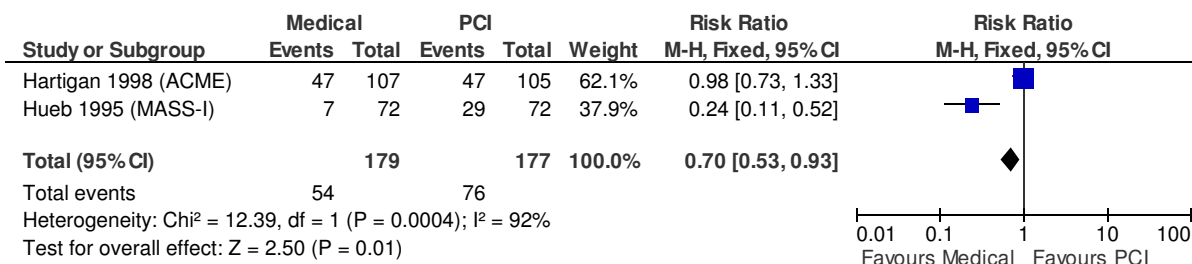 Medical PCI Risk Ratio Risk Ratio
Study or Subgroup Events Total Events Total Weight M-H, Fixed, 95% CI M-H, Fixed, 95% CI
Hartigan 1998 (ACME) 47 107 47 105 62.1% 0.98 [0.73, 1.33]
Hueb 1995 (MASS-I) 7 72 29 72 37.9% 0.24 [0.11, 0.52]
Total (95% CI) 179 177 100.0% 0.70 [0.53, 0.93]
Total events 54 76
Heterogeneity: Chi² = 12.39, df = 1 (P = 0.0004); I² = 92%
Test for overall effect: Z = 2.50 (P = 0.01)
0.01 0.1 1 10 100
Favours Medical Favours PCI